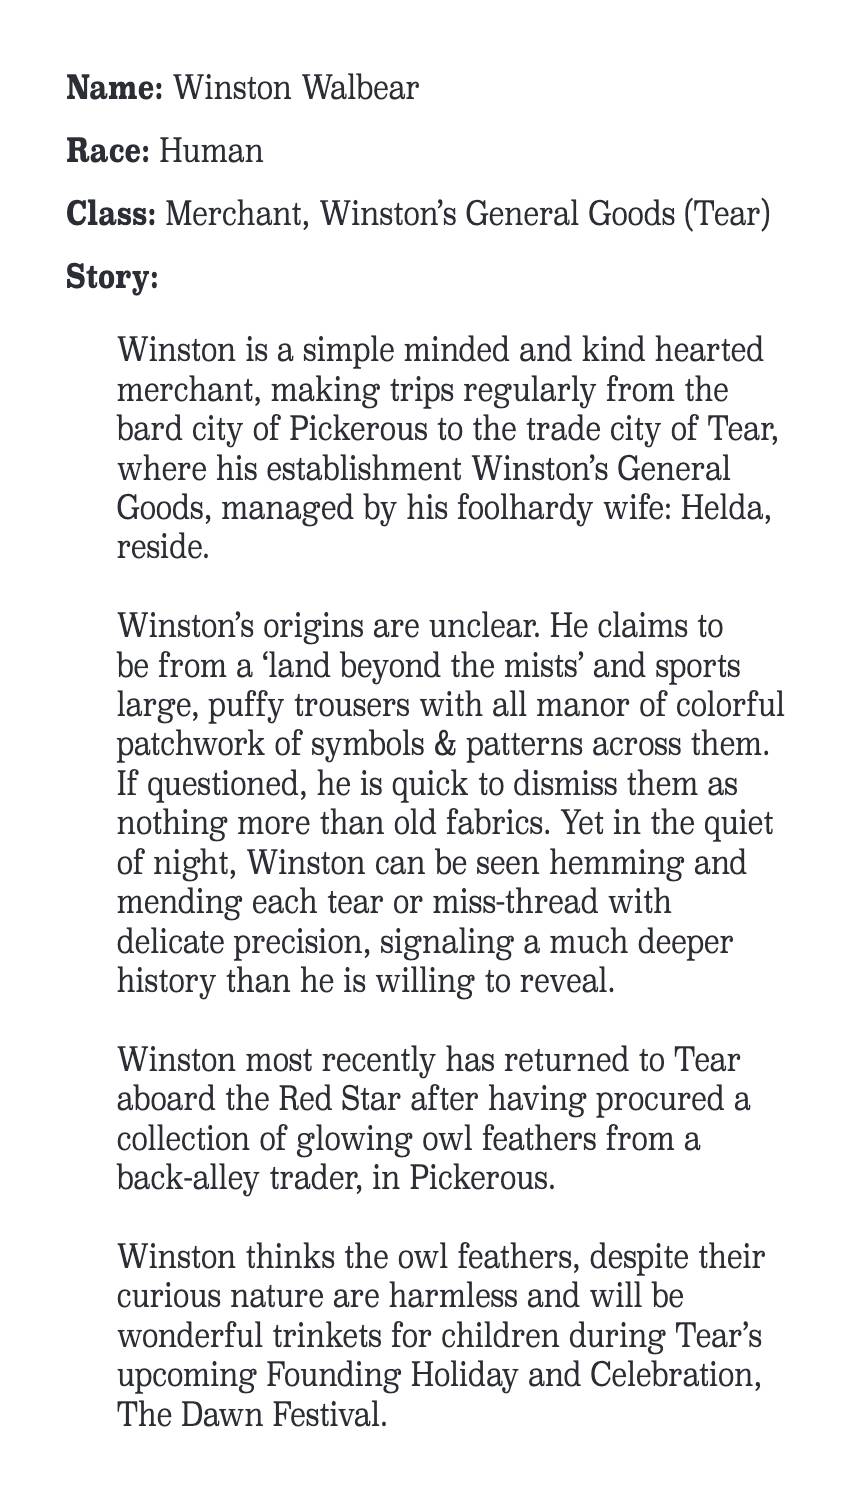 Name: Winston Walbear
Race: Human
Class: Merchant, Winston’s General Goods (Tear)
Story:
Winston is a simple minded and kind hearted
merchant, making trips regularly from the
bard city of Pickerous to the trade city of Tear,
where his establishment Winston’s General
Goods, managed by his foolhardy wife: Helda,
reside.
Winston’s origins are unclear. He claims to
be from a ‘land beyond the mists’ and sports
large, puffy trousers with all manor of colorful
patchwork of symbols & patterns across them.
If questioned, he is quick to dismiss them as
nothing more than old fabrics. Yet in the quiet
of night, Winston can be seen hemming and
mending each tear or miss-thread with
delicate precision, signaling a much deeper
history than he is willing to reveal.
Winston most recently has returned to Tear
aboard the Red Star after having procured a
collection of glowing owl feathers from a
back-alley trader, in Pickerous.
Winston thinks the owl feathers, despite their
curious nature are harmless and will be
wonderful trinkets for children during Tear’s
upcoming Founding Holiday and Celebration,
The Dawn Festival.